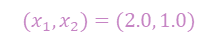 (x₁, x₂) = (2.0, 1.0)